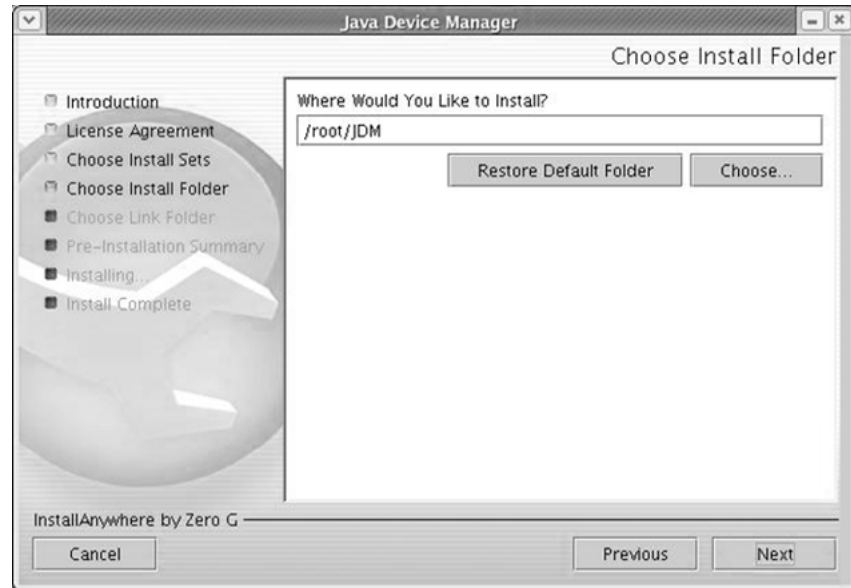 Java Device Manager
Choose Install Folder
Introduction
License Agreement
Choose Install Sets
Choose Install Folder
Choose Link Folder
Pre-Installation Summary
Installing...
Install Complete
Where Would You Like to Install?
/root/JDM
Restore Default Folder
Choose...
InstallAnywhere by Zero G
Cancel
Previous
Next